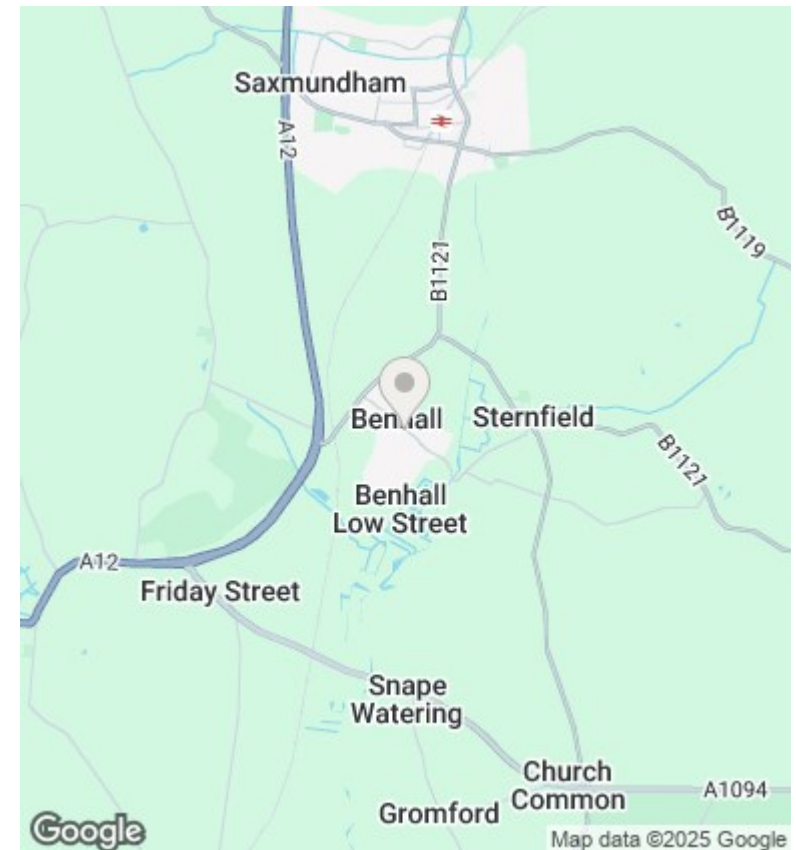 Saxmundham
A12
B1119
B1121
Benhall
Sternfield
B1121
Benhall
Low Street
A12
Friday Street
Snape
Watering
Church
Common
A1094
Gromford
Google
Map data ©2025 Google